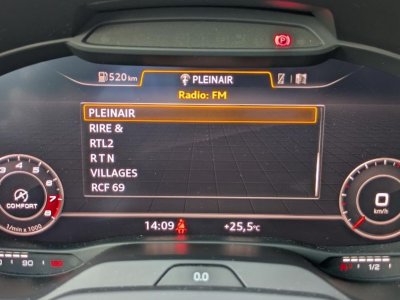 P
520 km PLEINAIR
Radio: FM
PLEINAIR
RIRE &
RTL2
R T N
VILLAGES
RCF 69
COMFORT
1/min x 1000
0
km/h
14:09 +25,5°C
90
1/2
0.0